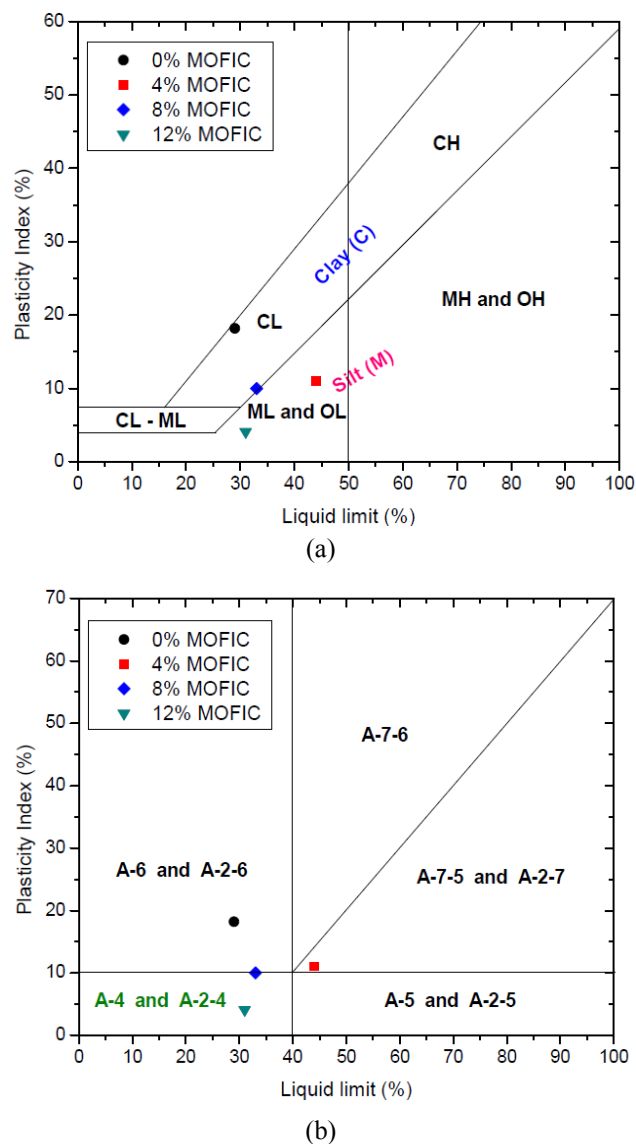 60
50
40
30
20
10
0
Plasticity Index (%)
0% MOFIC
4% MOFIC
8% MOFIC
12% MOFIC
CH
Clay (C)
CL
MH and OH
Silt (M)
CL - ML
ML and OL
0 10 20 30 40 50 60 70 80 90 100
Liquid limit (%)
(a)
70
60
50
40
30
20
10
0
Plasticity Index (%)
0% MOFIC
4% MOFIC
8% MOFIC
12% MOFIC
A-7-6
A-6 and A-2-6
A-7-5 and A-2-7
A-4 and A-2-4
A-5 and A-2-5
0 10 20 30 40 50 60 70 80 90 100
Liquid limit (%)
(b)